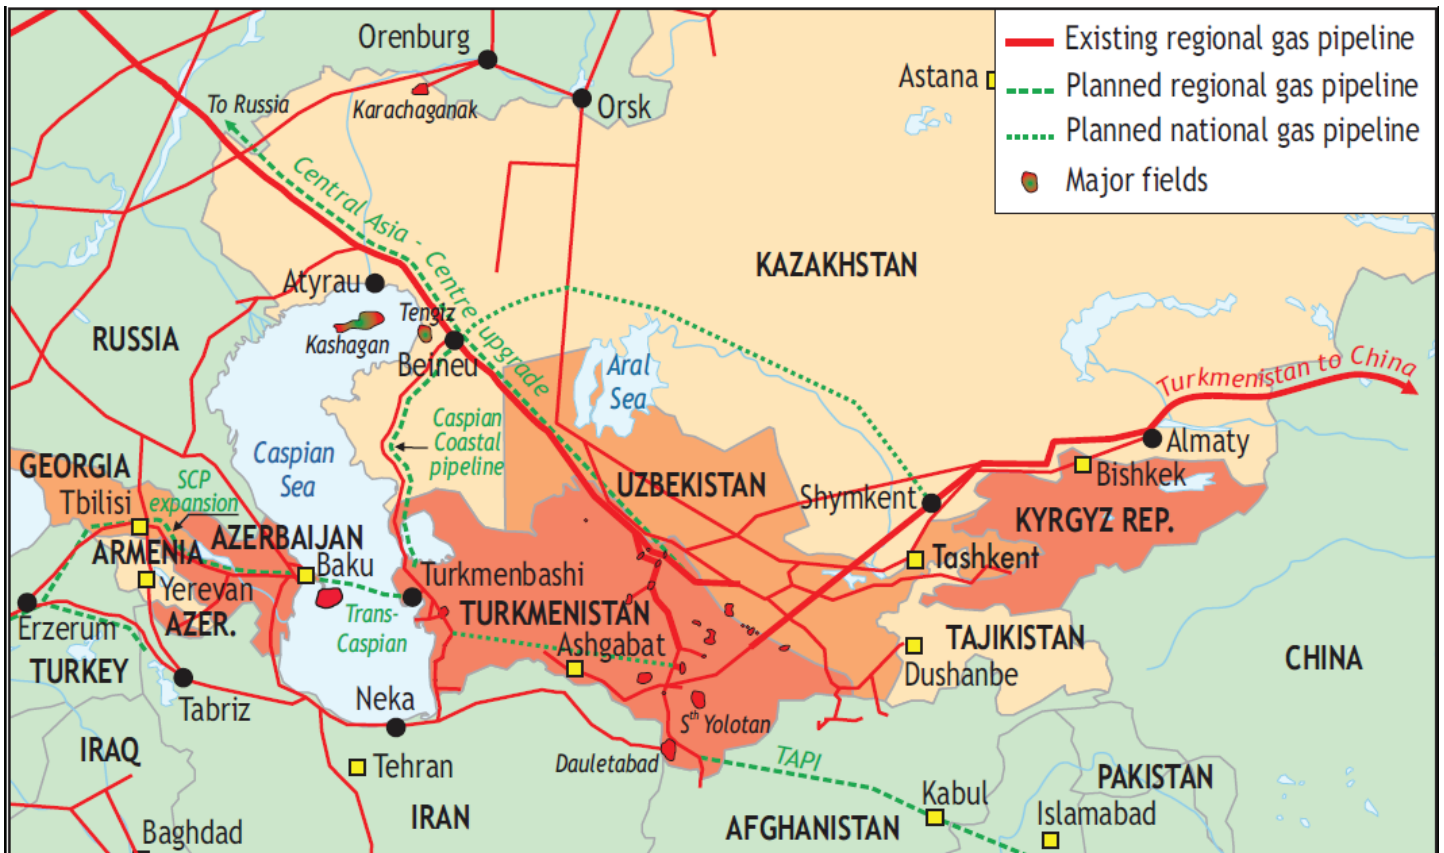 Existing regional gas pipeline
Planned regional gas pipeline
Planned national gas pipeline
Major fields
Orenburg
Astana
To Russia
Karachaganak
Orsk
Central Asia - Centre upgrade
KAZAKHSTAN
Atyrau
Tengiz
Kashagan
RUSSIA
Beineu
Aral
Sea
Turkmenistan to China
Caspian
Coastal
pipeline
Caspian
Sea
Almaty
GEORGIA
Bishkek
SCP
expansion
Tbilisi
UZBEKISTAN
Shymkent
KYRGYZ REP.
AZERBAIJAN
ARMENIA
Tashkent
Baku
Turkmenbashi
Yerevan
Trans-
Caspian
TURKMENISTAN
AZER.
Erzerum
Ashgabat
TAJIKISTAN
CHINA
TURKEY
Dushanbe
Tabriz
Neka
Sth Yolotan
IRAQ
Tehran
Dauletabad
TAPI
PAKISTAN
Kabul
Islamabad
IRAN
AFGHANISTAN
Baghdad